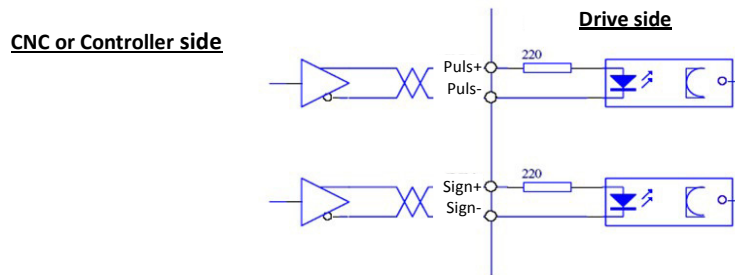 Drive side
CNC or Controller side
220
Puls+
Puls-
220
Sign+
Sign-